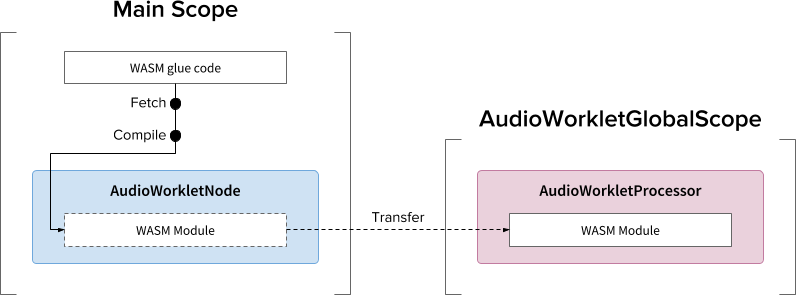 Main Scope
WASM glue code
Fetch
Compile
AudioWorkletNode
WASM Module
Transfer
AudioWorkletGlobalScope
AudioWorkletProcessor
WASM Module